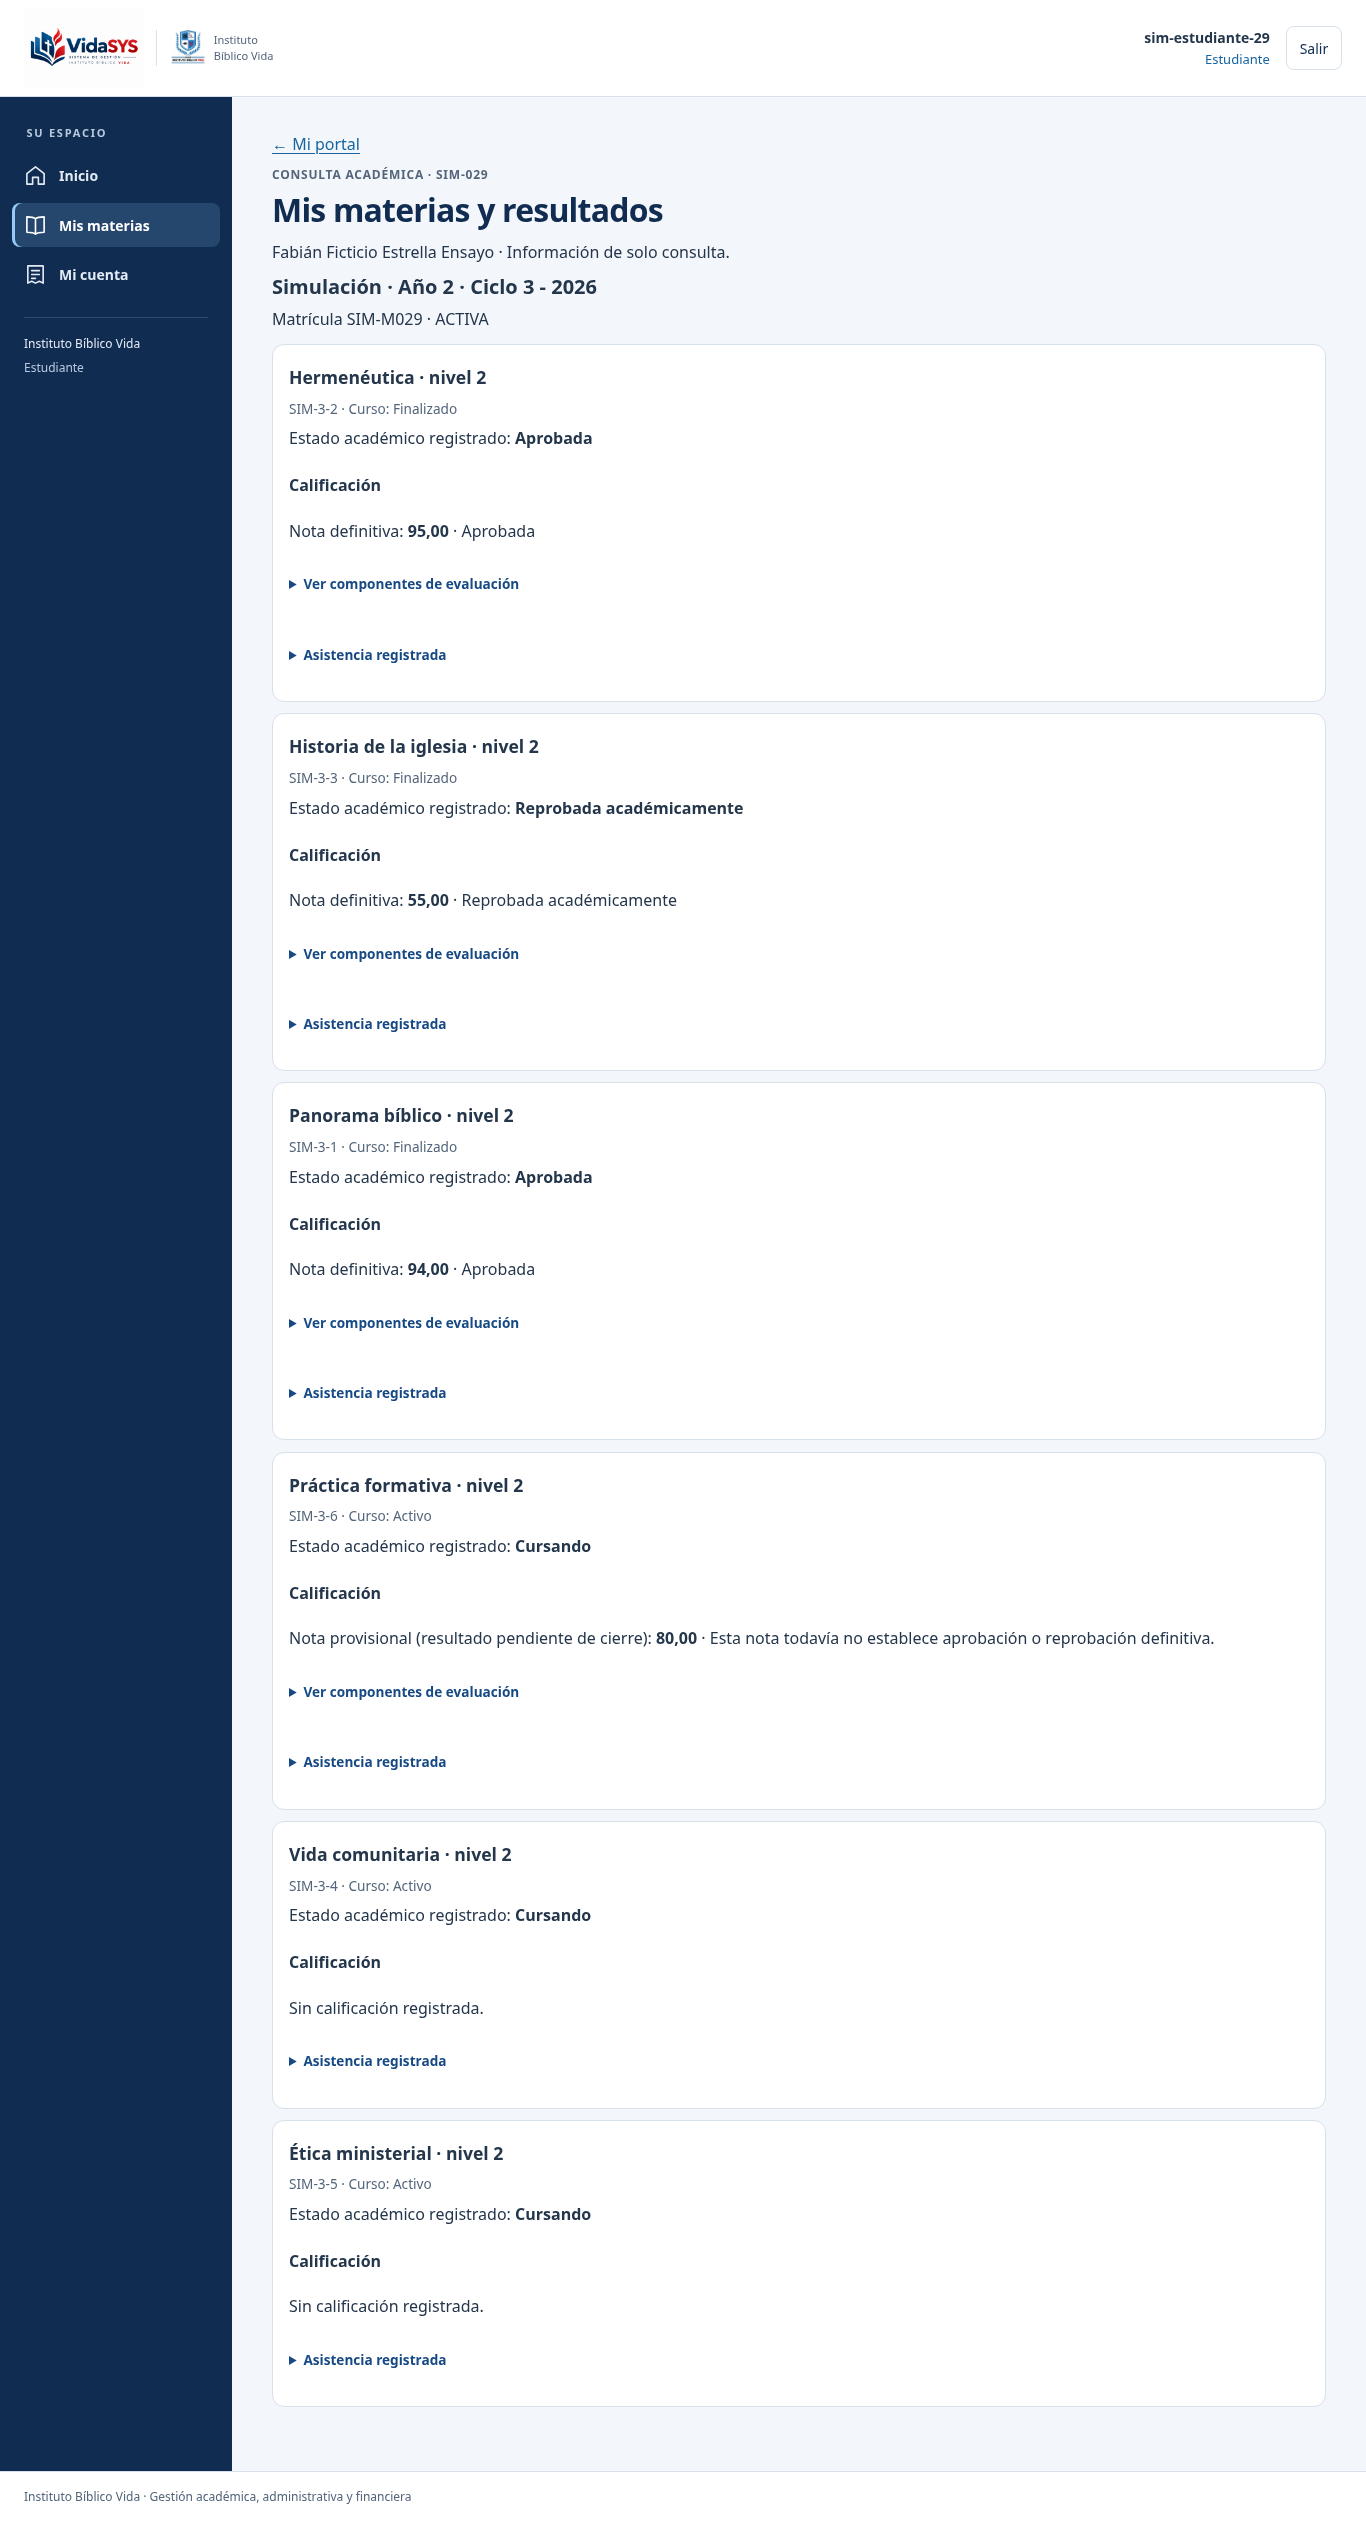 VidaSYS
SISTEMA DE GESTIÓN
INSTITUTO BÍBLICO VIDA
Instituto
Bíblico Vida
sim-estudiante-29
Estudiante
Salir
SU ESPACIO
Inicio
Mis materias
Mi cuenta
Instituto Bíblico Vida
Estudiante
← Mi portal
CONSULTA ACADÉMICA · SIM-029
Mis materias y resultados
Fabián Ficticio Estrella Ensayo · Información de solo consulta.
Simulación · Año 2 · Ciclo 3 - 2026
Matrícula SIM-M029 · ACTIVA
Hermenéutica · nivel 2
SIM-3-2 · Curso: Finalizado
Estado académico registrado: Aprobada
Calificación
Nota definitiva: 95,00 · Aprobada
▶ Ver componentes de evaluación
▶ Asistencia registrada
Historia de la iglesia · nivel 2
SIM-3-3 · Curso: Finalizado
Estado académico registrado: Reprobada académicamente
Calificación
Nota definitiva: 55,00 · Reprobada académicamente
▶ Ver componentes de evaluación
▶ Asistencia registrada
Panorama bíblico · nivel 2
SIM-3-1 · Curso: Finalizado
Estado académico registrado: Aprobada
Calificación
Nota definitiva: 94,00 · Aprobada
▶ Ver componentes de evaluación
▶ Asistencia registrada
Práctica formativa · nivel 2
SIM-3-6 · Curso: Activo
Estado académico registrado: Cursando
Calificación
Nota provisional (resultado pendiente de cierre): 80,00 · Esta nota todavía no establece aprobación o reprobación definitiva.
▶ Ver componentes de evaluación
▶ Asistencia registrada
Vida comunitaria · nivel 2
SIM-3-4 · Curso: Activo
Estado académico registrado: Cursando
Calificación
Sin calificación registrada.
▶ Asistencia registrada
Ética ministerial · nivel 2
SIM-3-5 · Curso: Activo
Estado académico registrado: Cursando
Calificación
Sin calificación registrada.
▶ Asistencia registrada
Instituto Bíblico Vida · Gestión académica, administrativa y financiera